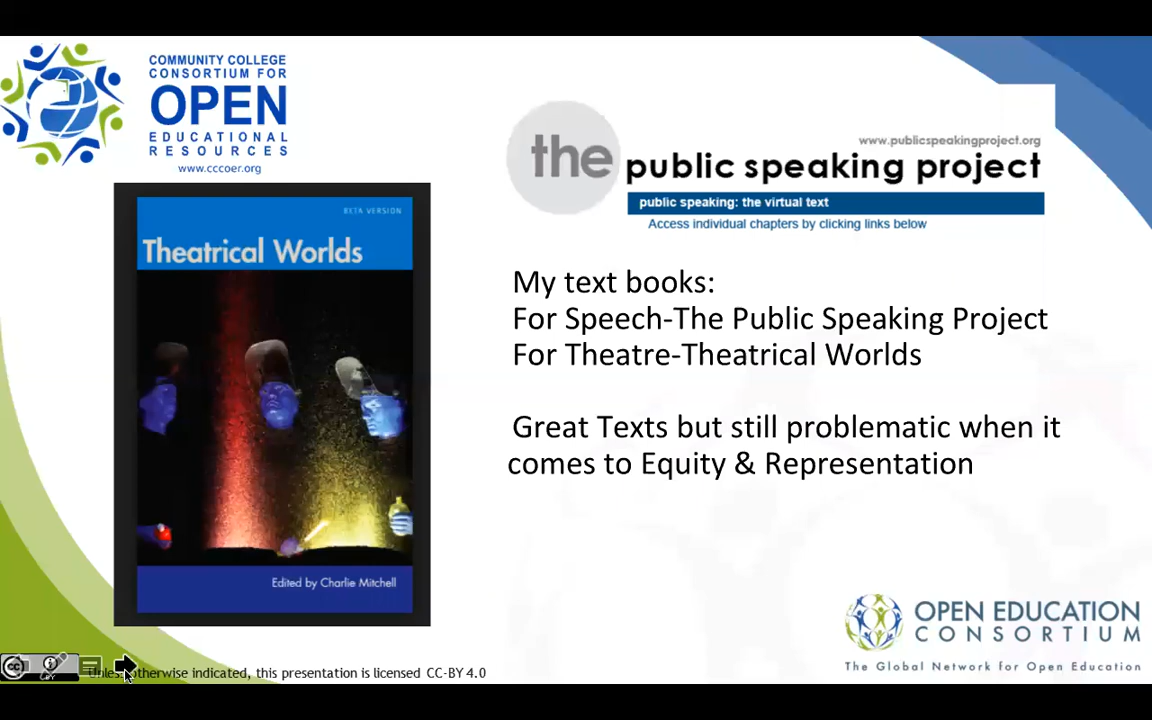 COMMUNITY COLLEGE
CONSORTIUM FOR
OPEN
EDUCATIONAL
RESOURCES
www.cccoer.org
www.publicspeakingproject.org
the public speaking project
public speaking: the virtual text
Access individual chapters by clicking links below
BETA VERSION
Theatrical Worlds
Edited by Charlie Mitchell
My text books:
For Speech-The Public Speaking Project
For Theatre-Theatrical Worlds
Great Texts but still problematic when it
comes to Equity & Representation
OPEN EDUCATION
CONSORTIUM
The Global Network for Open Education
cc
BY
otherwise indicated, this presentation is licensed CC-BY 4.0